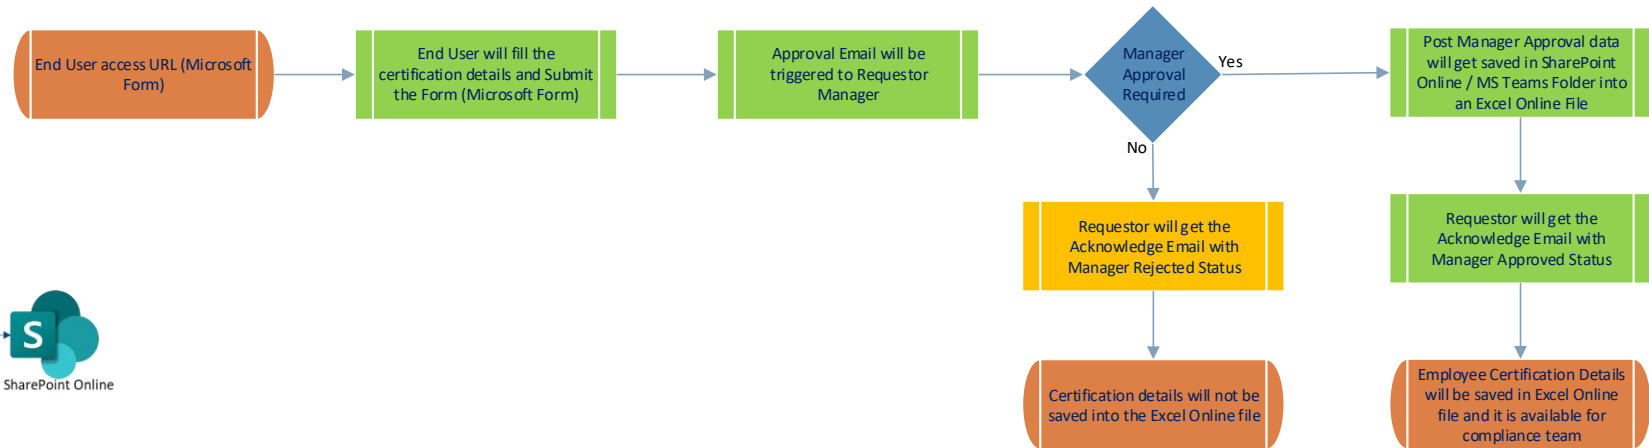 End User access URL (Microsoft
Form)
End User will fill the
certification details and Submit
the Form (Microsoft Form)
Approval Email will be
triggered to Requestor
Manager
Manager
Approval
Required
Yes
No
Post Manager Approval data
will get saved in SharePoint
Online / MS Teams Folder into
an Excel Online File
Requestor will get the
Acknowledge Email with
Manager Rejected Status
Requestor will get the
Acknowledge Email with
Manager Approved Status
S
SharePoint Online
Certification details will not be
saved into the Excel Online file
Employee Certification Details
will be saved in Excel Online
file and it is available for
compliance team